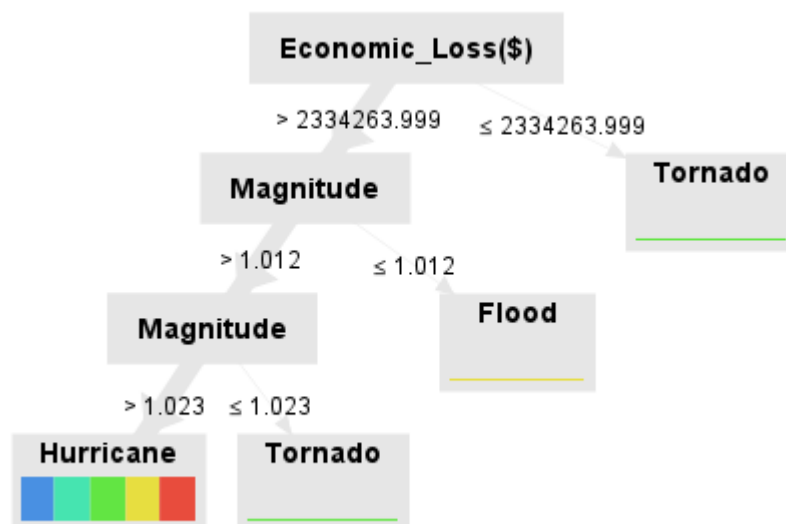 Economic_Loss($)
> 2334263.999
≤ 2334263.999
Magnitude
Tornado
> 1.012
≤ 1.012
Magnitude
Flood
> 1.023
≤ 1.023
Hurricane
Tornado